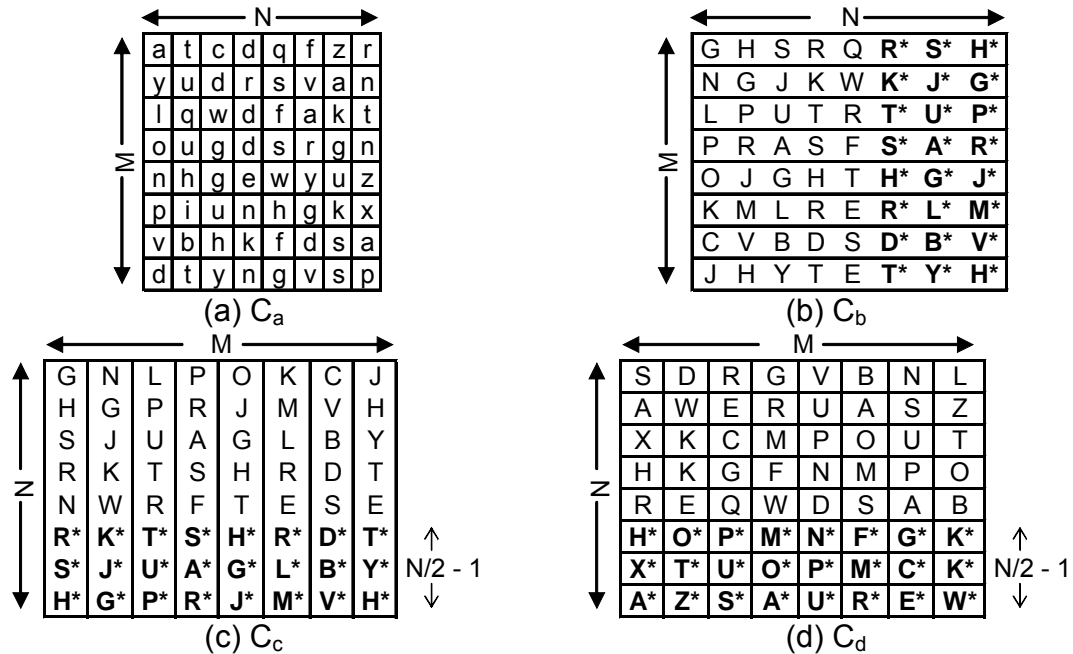 N
M
a t c d q f z r
y u d r s v a n
l q w d f a k t
o u g d s r g n
n h g e w y u z
p i u n h g k x
v b h k f d s a
d t y n g v s p
(a) Ca
N
M
G H S R Q R* S* H*
N G J K W K* J* G*
L P U T R T* U* P*
P R A S F S* A* R*
O J G H T H* G* J*
K M L R E R* L* M*
C V B D S D* B* V*
J H Y T E T* Y* H*
(b) Cb
M
N
G N L P O K C J
H G P R J M V H
S J U A G L B Y
R K T S H R D T
N W R F T E S E
R* K* T* S* H* R* D* T*
S* J* U* A* G* L* B* Y*
H* G* P* R* J* M* V* H*
N/2 - 1
(c) Cc
M
N
S D R G V B N L
A W E R U A S Z
X K C M P O U T
H K G F N M P O
R E Q W D S A B
H* O* P* M* N* F* G* K*
X* T* U* O* P* M* C* K*
A* Z* S* A* U* R* E* W*
N/2 - 1
(d) Cd